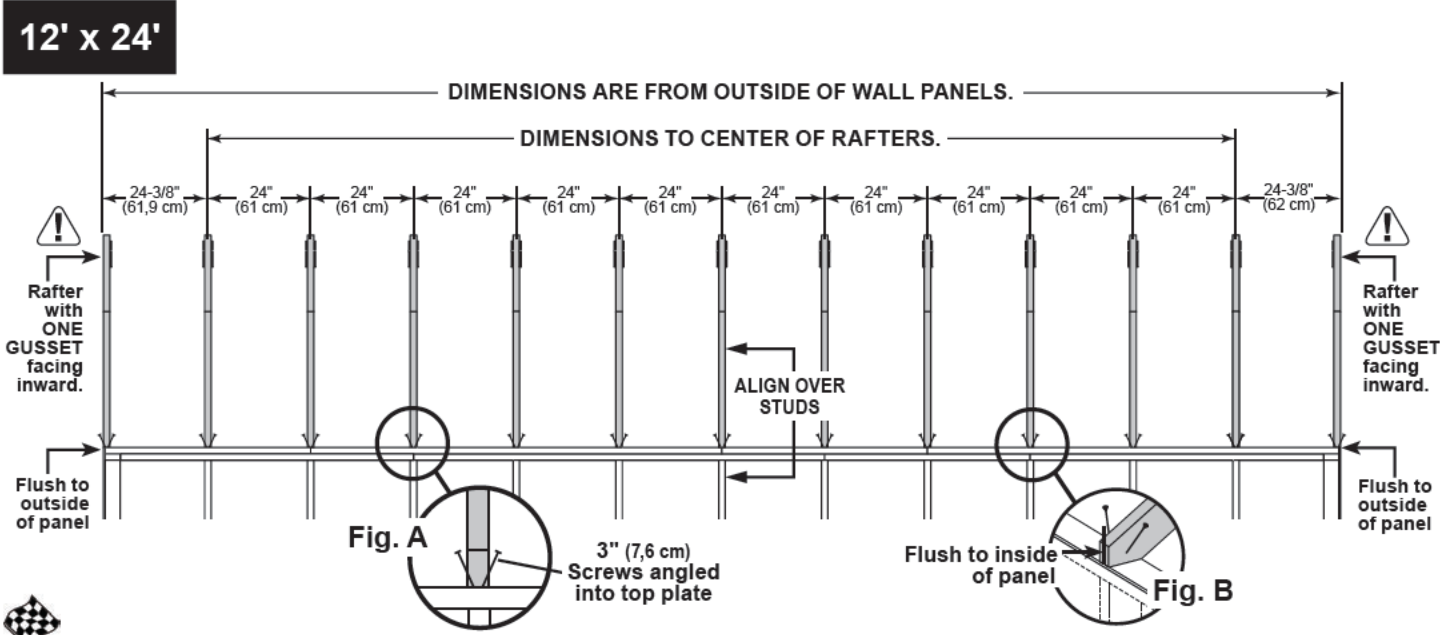 12' x 24'
DIMENSIONS ARE FROM OUTSIDE OF WALL PANELS.
DIMENSIONS TO CENTER OF RAFTERS.
24-3/8" 24" 24" 24" 24" 24" 24" 24" 24" 24" 24" 24-3/8"
(61,9 cm) (61 cm) (61 cm) (61 cm) (61 cm) (61 cm) (61 cm) (61 cm) (61 cm) (61 cm) (61 cm) (62 cm)
!
Rafter
with
ONE
GUSSET
facing
inward.
!
Rafter
with
ONE
GUSSET
facing
inward.
ALIGN OVER
STUDS
Flush to
outside
of panel
Flush to
outside
of panel
Fig. A
3" (7,6 cm)
Screws angled
into top plate
Flush to inside
of panel
Fig. B